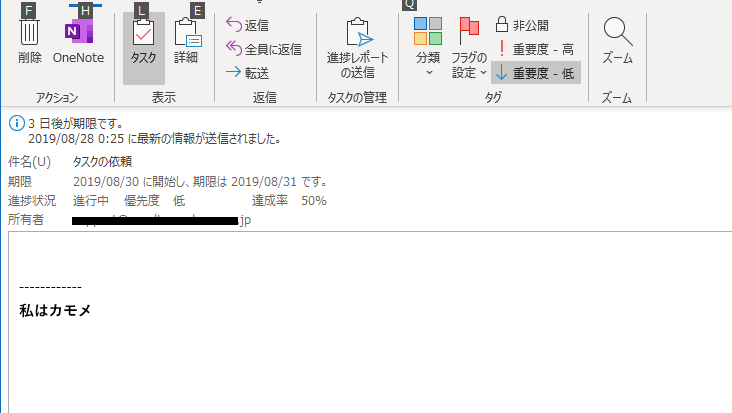 F H L E Q
削除 OneNote タスク 詳細 返信 全員に返信 転送 進捗レポートの送信 分類 フラグの設定 非公開 重要度 - 高 重要度 - 低 ズーム
アクション 表示 返信 タスクの管理 タグ ズーム
3 日後が期限です。
2019/08/28 0:25 に最新の情報が送信されました。
件名(U) タスクの依頼
期限 2019/08/30 に開始し、期限は 2019/08/31 です。
進捗状況 進行中 優先度 低 達成率 50%
所有者 .jp
------------
私はカモメ